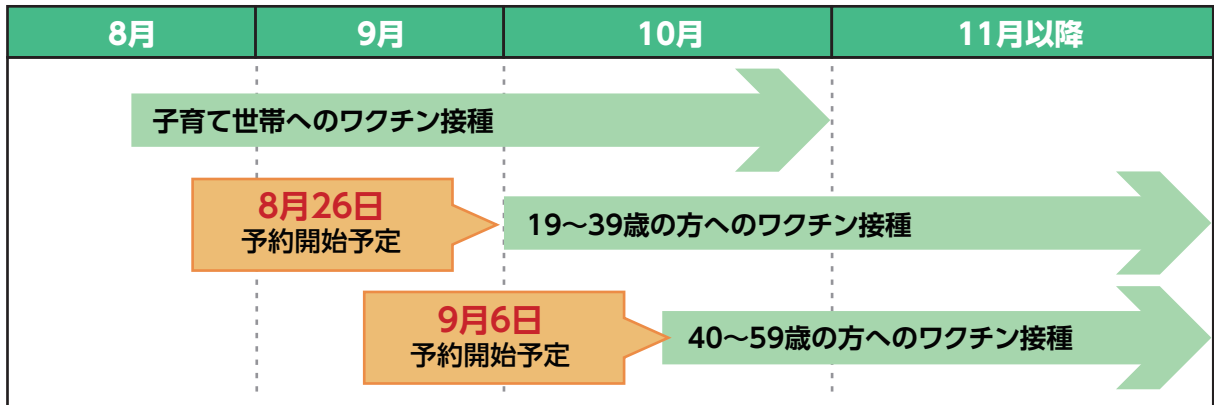 8月 9月 10月 11月以降
子育て世帯へのワクチン接種
8月26日
予約開始予定
19～39歳の方へのワクチン接種
9月6日
予約開始予定
40～59歳の方へのワクチン接種